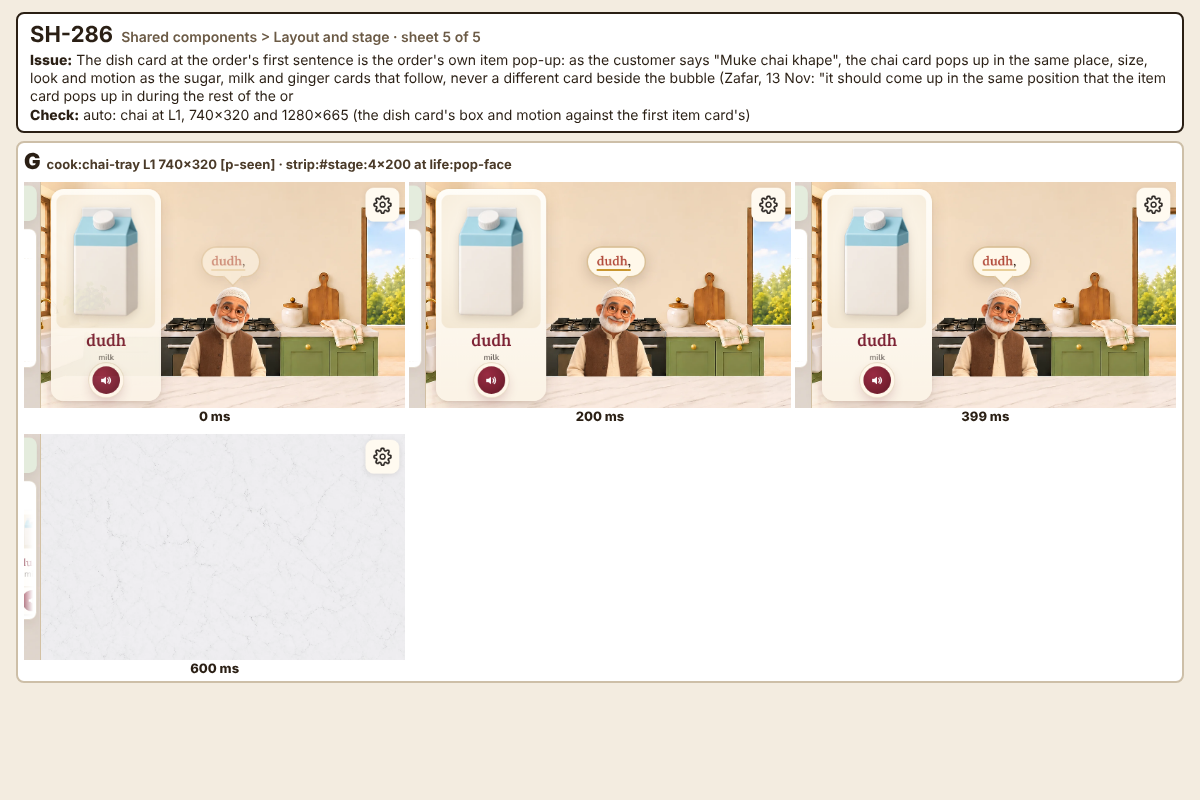 SH-286 Shared components > Layout and stage · sheet 5 of 5
Issue: The dish card at the order's first sentence is the order's own item pop-up: as the customer says "Muke chai khape", the chai card pops up in the same place, size,
look and motion as the sugar, milk and ginger cards that follow, never a different card beside the bubble (Zafar, 13 Nov: "it should come up in the same position that the item
card pops up in during the rest of the or
Check: auto: chai at L1, 740×320 and 1280×665 (the dish card's box and motion against the first item card's)
G cook:chai-tray L1 740×320 [p-seen] · strip:#stage:4×200 at life:pop-face
dudh,
dudh
milk
0 ms
dudh,
dudh
milk
200 ms
dudh,
dudh
milk
399 ms
600 ms